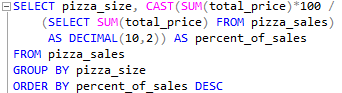 SELECT pizza_size, CAST(SUM(total_price)*100 /
(SELECT SUM(total_price) FROM pizza_sales)
AS DECIMAL(10,2)) AS percent_of_sales
FROM pizza_sales
GROUP BY pizza_size
ORDER BY percent_of_sales DESC